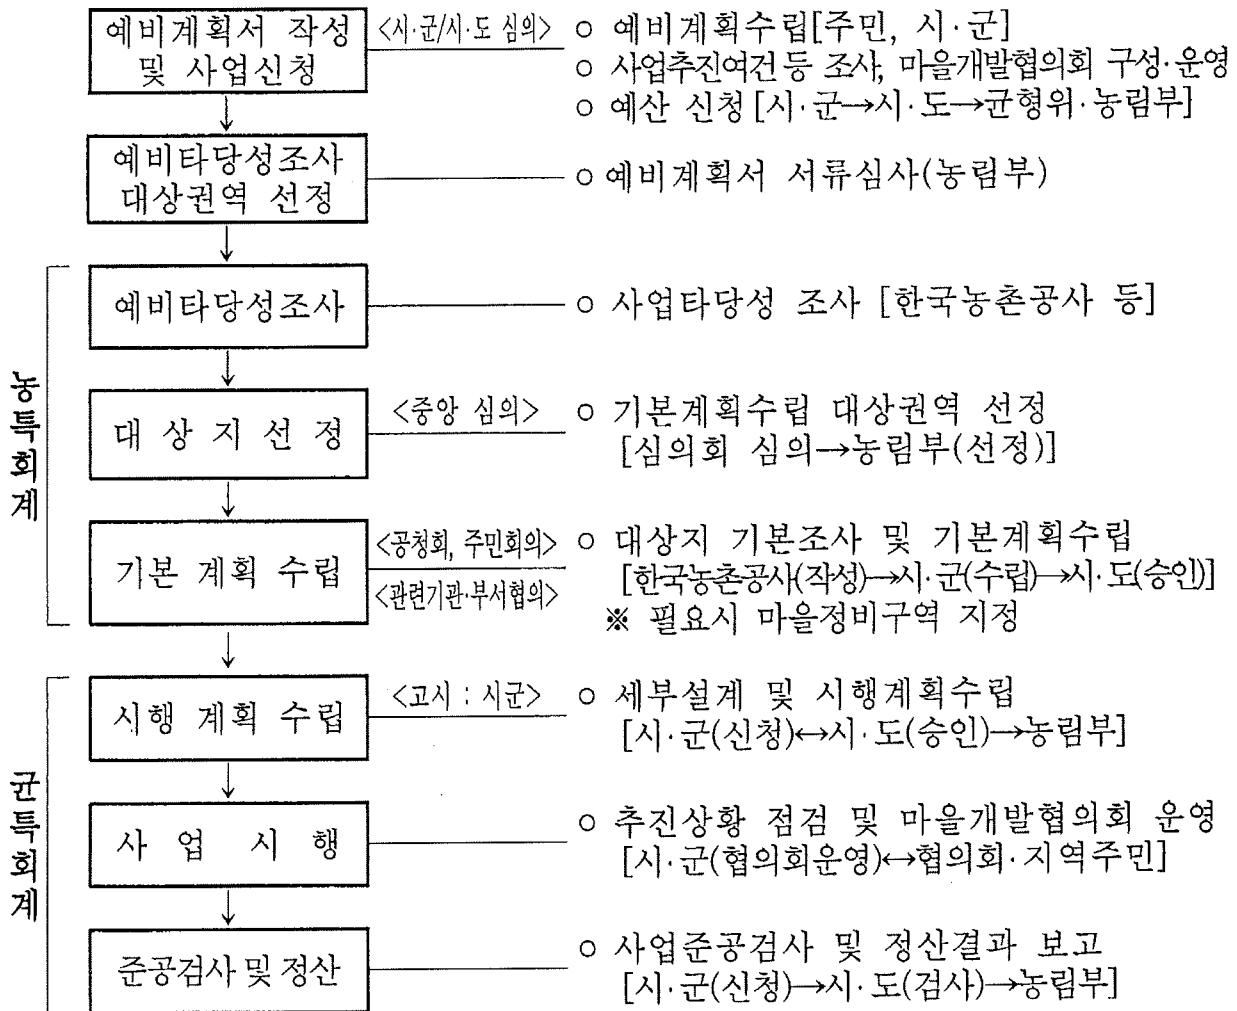 예비계획서 작성
및 사업신청
<시·군/시·도 심의>
ㅇ 예비계획수립[주민, 시·군]
ㅇ 사업추진여건 등 조사, 마을개발협의회 구성·운영
ㅇ 예산 신청 [시·군→시·도→균형위·농림부]
예비타당성조사
대상권역 선정
ㅇ 예비계획서 서류심사(농림부)
농특회계
예비타당성조사
ㅇ 사업타당성 조사 [한국농촌공사 등]
대 상 지 선 정
<중앙 심의>
ㅇ 기본계획수립 대상권역 선정
[심의회 심의→농림부(선정)]
기본 계획 수립
<공청회, 주민회의>
<관련기관·부서협의>
ㅇ 대상지 기본조사 및 기본계획수립
[한국농촌공사(작성)→시·군(수립)→시·도(승인)]
※ 필요시 마을정비구역 지정
균특회계
시행 계획 수립
<고시 : 시군>
ㅇ 세부설계 및 시행계획수립
[시·군(신청)↔시·도(승인)→농림부]
사 업 시 행
ㅇ 추진상황 점검 및 마을개발협의회 운영
[시·군(협의회운영)↔협의회·지역주민]
준공검사 및 정산
ㅇ 사업준공검사 및 정산결과 보고
[시·군(신청)→시·도(검사)→농림부]